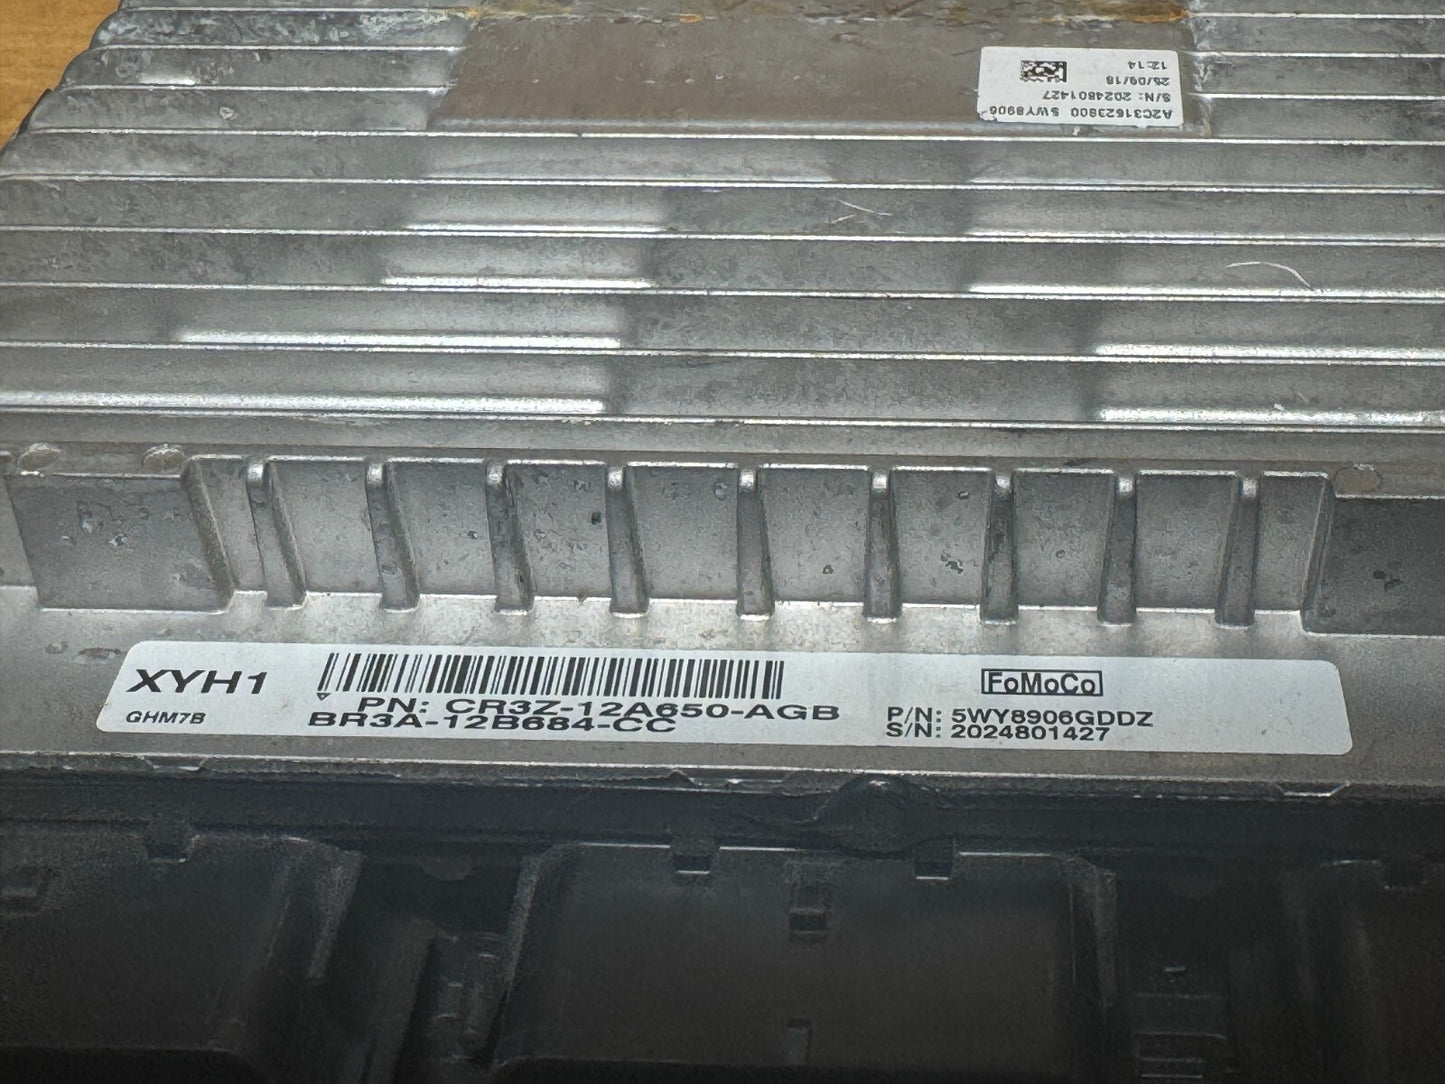 A2C31623800 5WY8906
S/N: 2024801427
25/09/18
12:14
XYH1
GHM7B
PN: CR3Z-12A650-AGB
BR3A-12B684-CC
FoMoCo
P/N: 5WY8906GDDZ
S/N: 2024801427